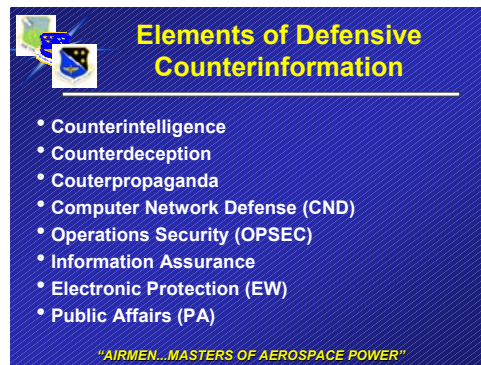 Elements of Defensive
Counterinformation
• Counterintelligence
• Counterdeception
• Couterpropaganda
• Computer Network Defense (CND)
• Operations Security (OPSEC)
• Information Assurance
• Electronic Protection (EW)
• Public Affairs (PA)
“AIRMEN...MASTERS OF AEROSPACE POWER”